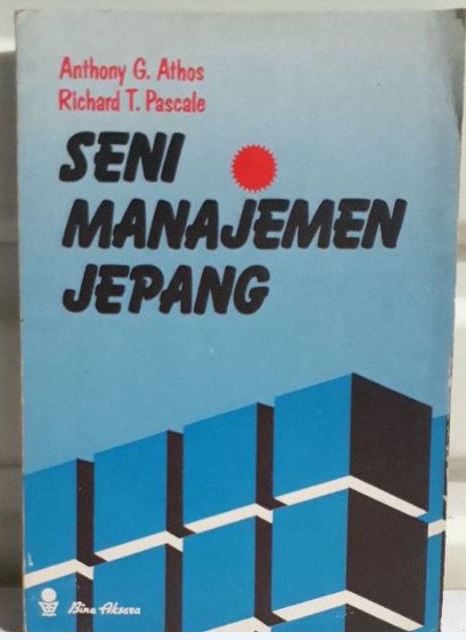 Anthony G. Athos
Richard T. Pascale
SENI
MANAJEMEN
JEPANG
Bina Aksara